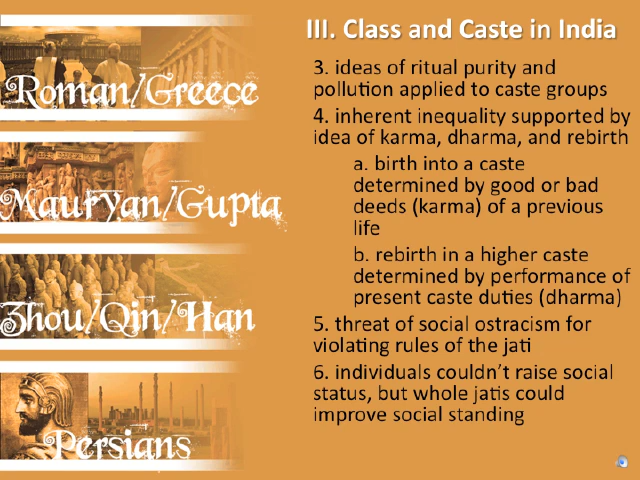 III. Class and Caste in India
3. ideas of ritual purity and
pollution applied to caste groups
4. inherent inequality supported by
idea of karma, dharma, and rebirth
a. birth into a caste
determined by good or bad
deeds (karma) of a previous
life
b. rebirth in a higher caste
determined by performance of
present caste duties (dharma)
5. threat of social ostracism for
violating rules of the jati
6. individuals couldn't raise social
status, but whole jatis could
improve social standing
Roman/Greece
Mauryan/Gupta
Zhou/Qin/Han
Persians